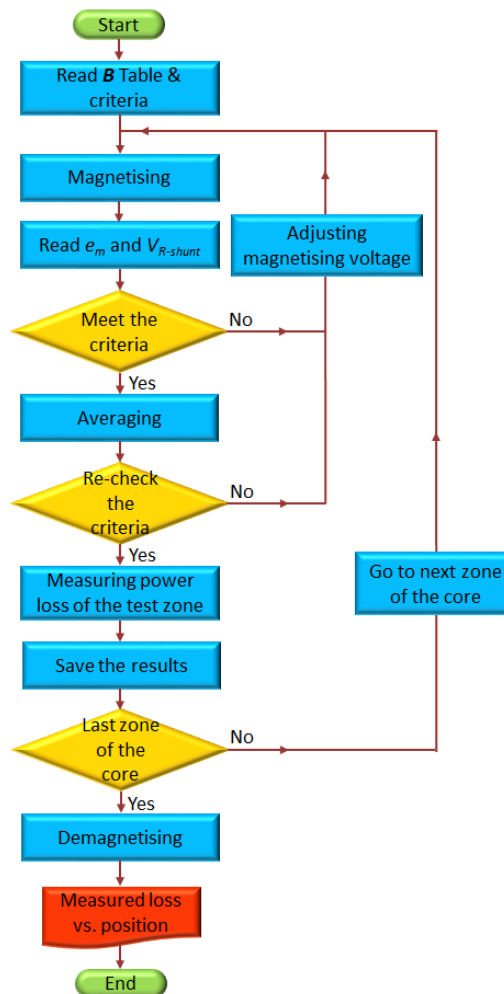 Start
Read B Table &
criteria
Magnetising
Read e_m and V_R-shunt
Adjusting
magnetising voltage
Meet the
criteria
No
Yes
Averaging
Re-check
the
criteria
No
Yes
Measuring power
loss of the test zone
Go to next zone
of the core
Save the results
Last zone
of the
core
No
Yes
Demagnetising
Measured loss
vs. position
End